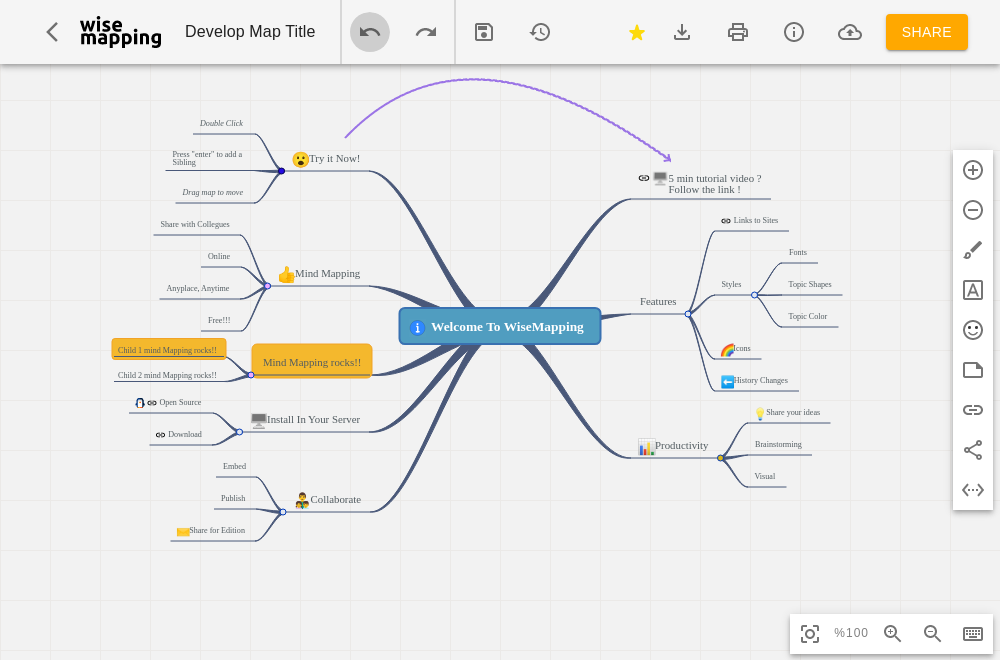 wise
mapping
Develop Map Title
SHARE
Double Click
Press "enter" to add a
Sibling
Drag map to move
Try it Now!
Share with Collegues
Online
Anyplace, Anytime
Free!!!
Mind Mapping
Child 1 mind Mapping rocks!!
Child 2 mind Mapping rocks!!
Mind Mapping rocks!!
Open Source
Download
Install In Your Server
Embed
Publish
Share for Edition
Collaborate
Welcome To WiseMapping
5 min tutorial video ?
Follow the link !
Features
Links to Sites
Styles
Fonts
Topic Shapes
Topic Color
Icons
History Changes
Productivity
Share your ideas
Brainstorming
Visual
%100